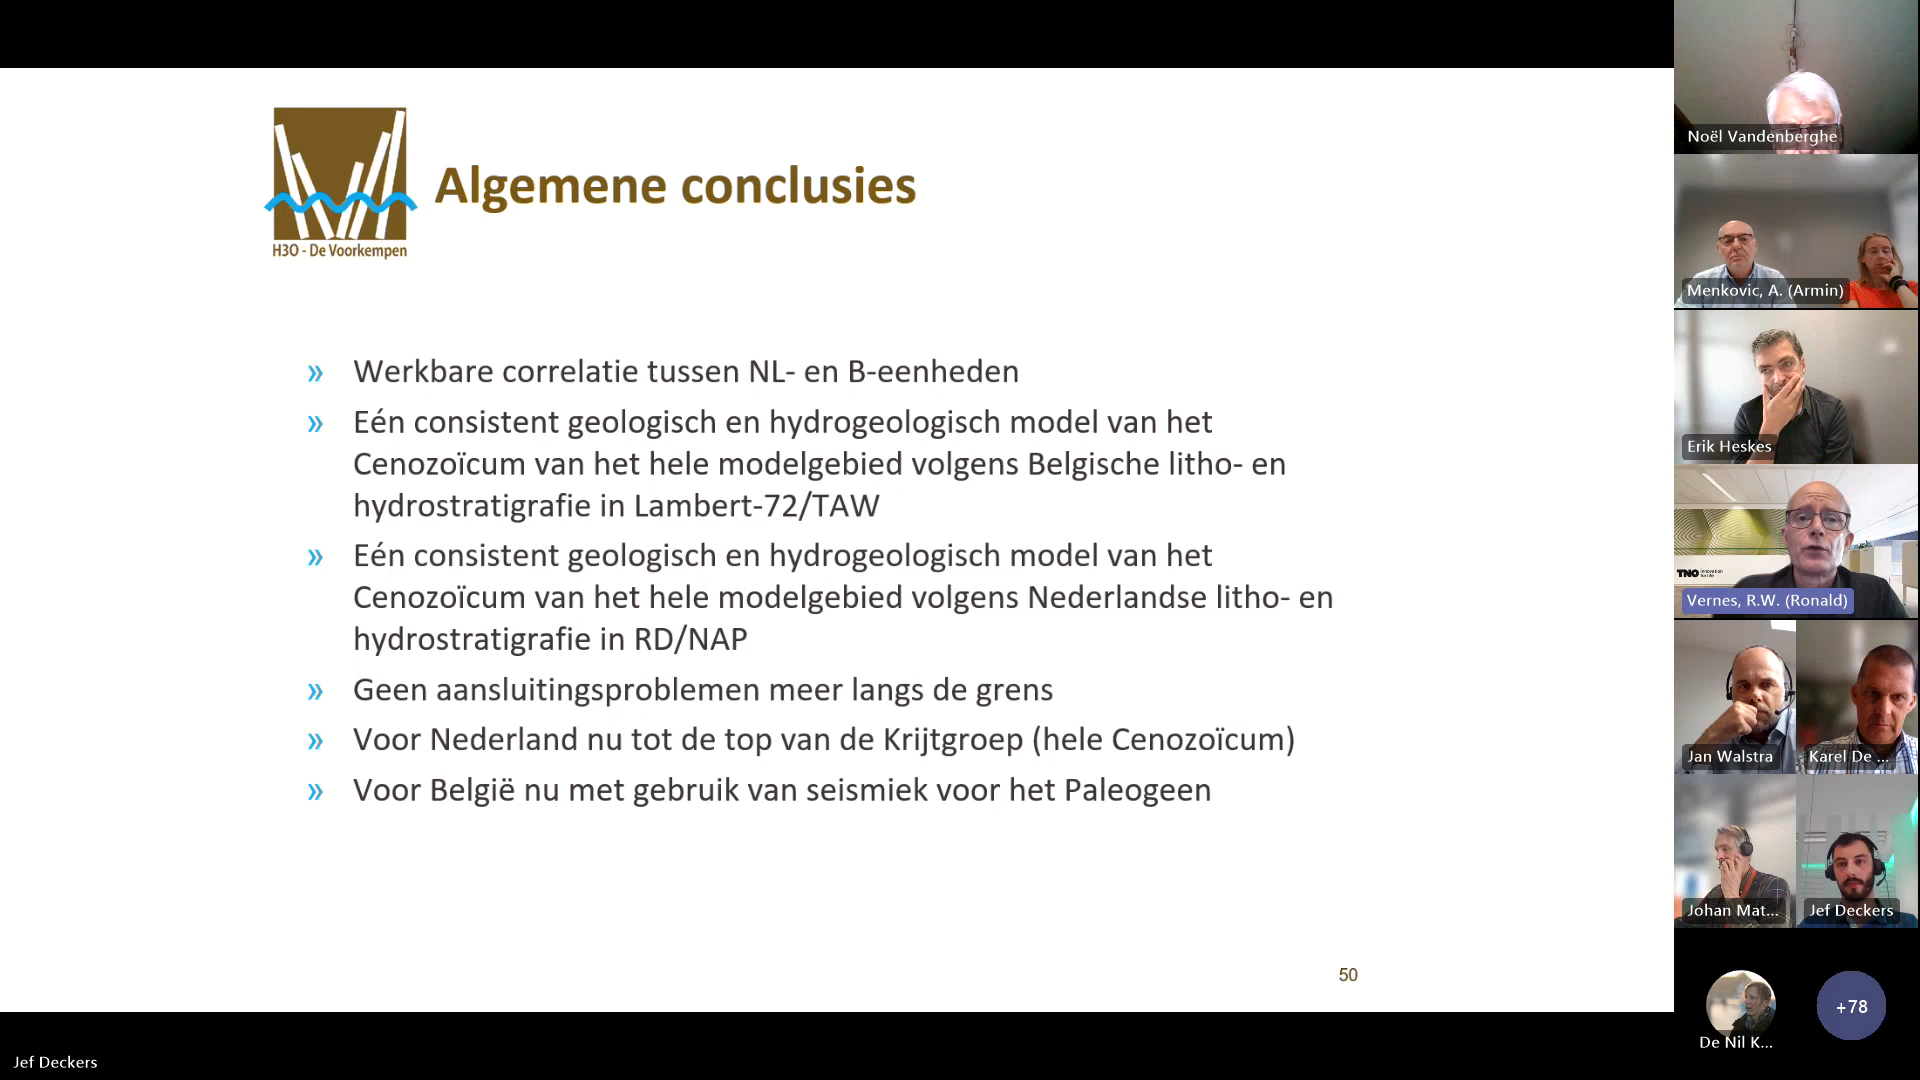 H3O - De Voorkempen
Algemene conclusies
» Werkbare correlatie tussen NL- en B-eenheden
» Eén consistent geologisch en hydrogeologisch model van het
Cenozoïcum van het hele modelgebied volgens Belgische litho- en
hydrostratigrafie in Lambert-72/TAW
» Eén consistent geologisch en hydrogeologisch model van het
Cenozoïcum van het hele modelgebied volgens Nederlandse litho- en
hydrostratigrafie in RD/NAP
» Geen aansluitingsproblemen meer langs de grens
» Voor Nederland nu tot de top van de Krijtgroep (hele Cenozoïcum)
» Voor België nu met gebruik van seismiek voor het Paleogeen
50
Jef Deckers
Noël Vandenberghe
Menkovic, A. (Armin)
Erik Heskes
TNO innovation
for life
Vernes, R.W. (Ronald)
Jan Walstra
Karel De ...
Johan Mat...
Jef Deckers
De Nil K...
+78